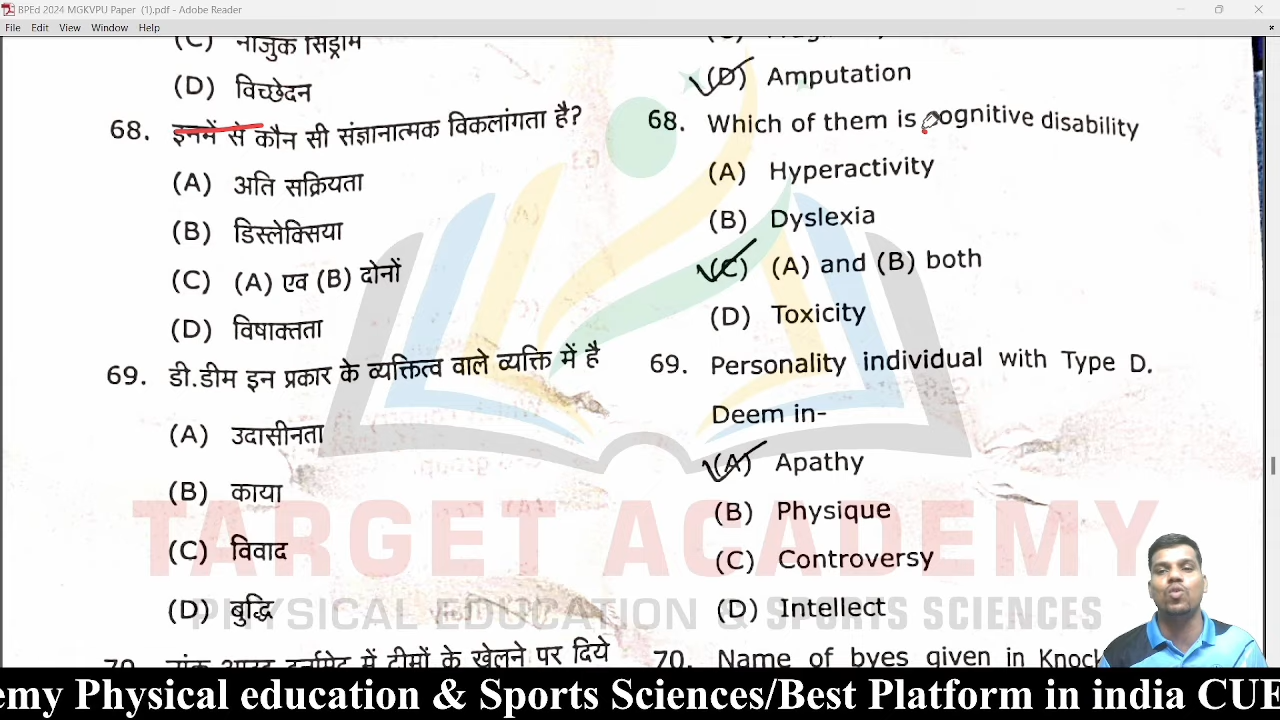 BPEd 2024 MGKVPU Paper (1).pdf - Adobe Reader
File Edit View Window Help
(C) नाजुक सिंड्रोम
(D) विच्छेदन
68. इनमें से कौन सी संज्ञानात्मक विकलांगता है?
(A) अति सक्रियता
(B) डिस्लेक्सिया
(C) (A) एव (B) दोनों
(D) विषाक्तता
69. डी.डीम इन प्रकार के व्यक्तित्व वाले व्यक्ति में है
(A) उदासीनता
(B) काया
(C) विवाद
(D) बुद्धि
(D) Amputation
68. Which of them is cognitive disability
(A) Hyperactivity
(B) Dyslexia
(C) (A) and (B) both
(D) Toxicity
69. Personality individual with Type D.
Deem in-
(A) Apathy
(B) Physique
(C) Controversy
(D) Intellect
70. Name of byes given in Knock
TARGET ACADEMY
PHYSICAL EDUCATION & SPORTS SCIENCES
emy Physical education & Sports Sciences/Best Platform in india CUE